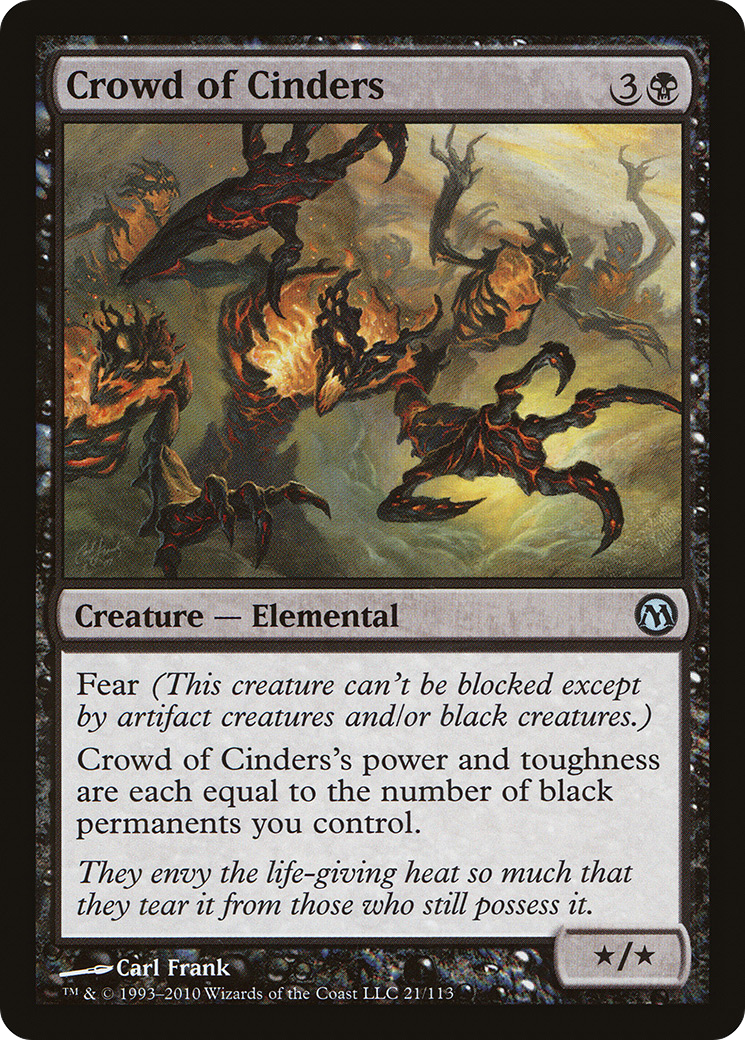 Crowd of Cinders 3
Creature — Elemental M
Fear (This creature can't be blocked except
by artifact creatures and/or black creatures.)
Crowd of Cinders's power and toughness
are each equal to the number of black
permanents you control.
They envy the life-giving heat so much that
they tear it from those who still possess it.
★/★
Carl Frank
™ & © 1993–2010 Wizards of the Coast LLC 21/113